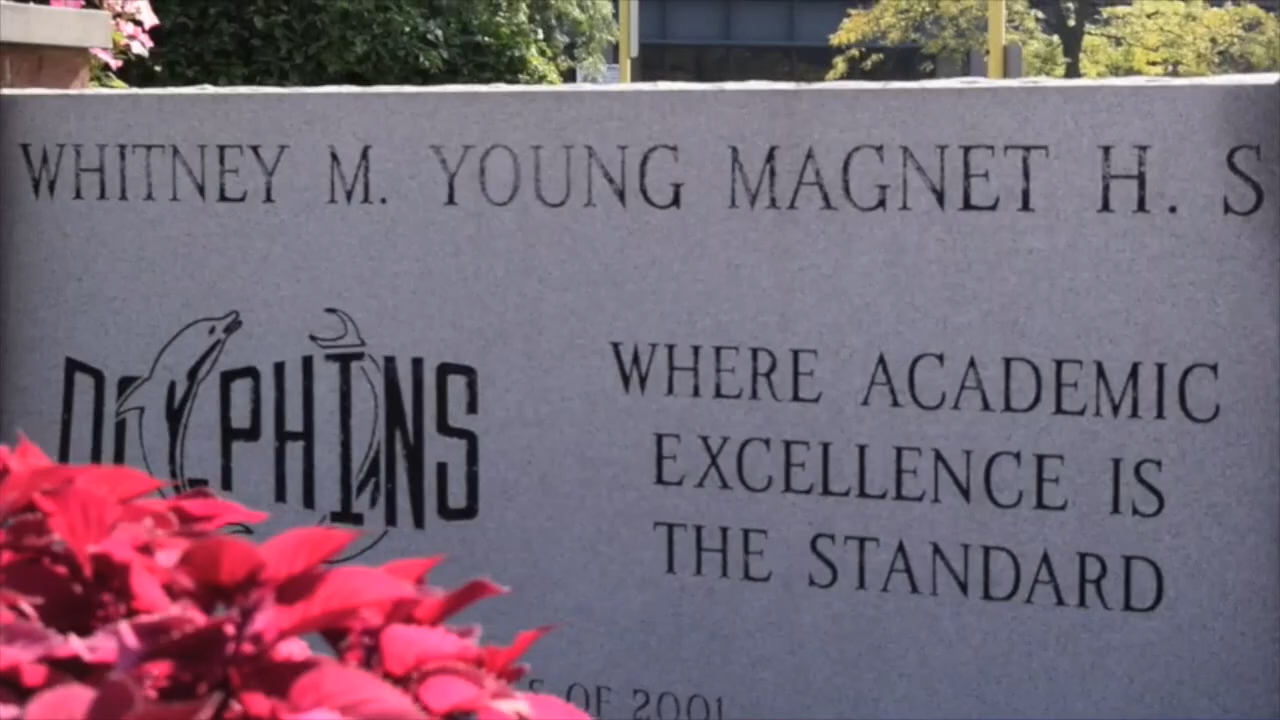 WHITNEY M. YOUNG MAGNET H. S
DOLPHINS
WHERE ACADEMIC
EXCELLENCE IS
THE STANDARD
OF 2001